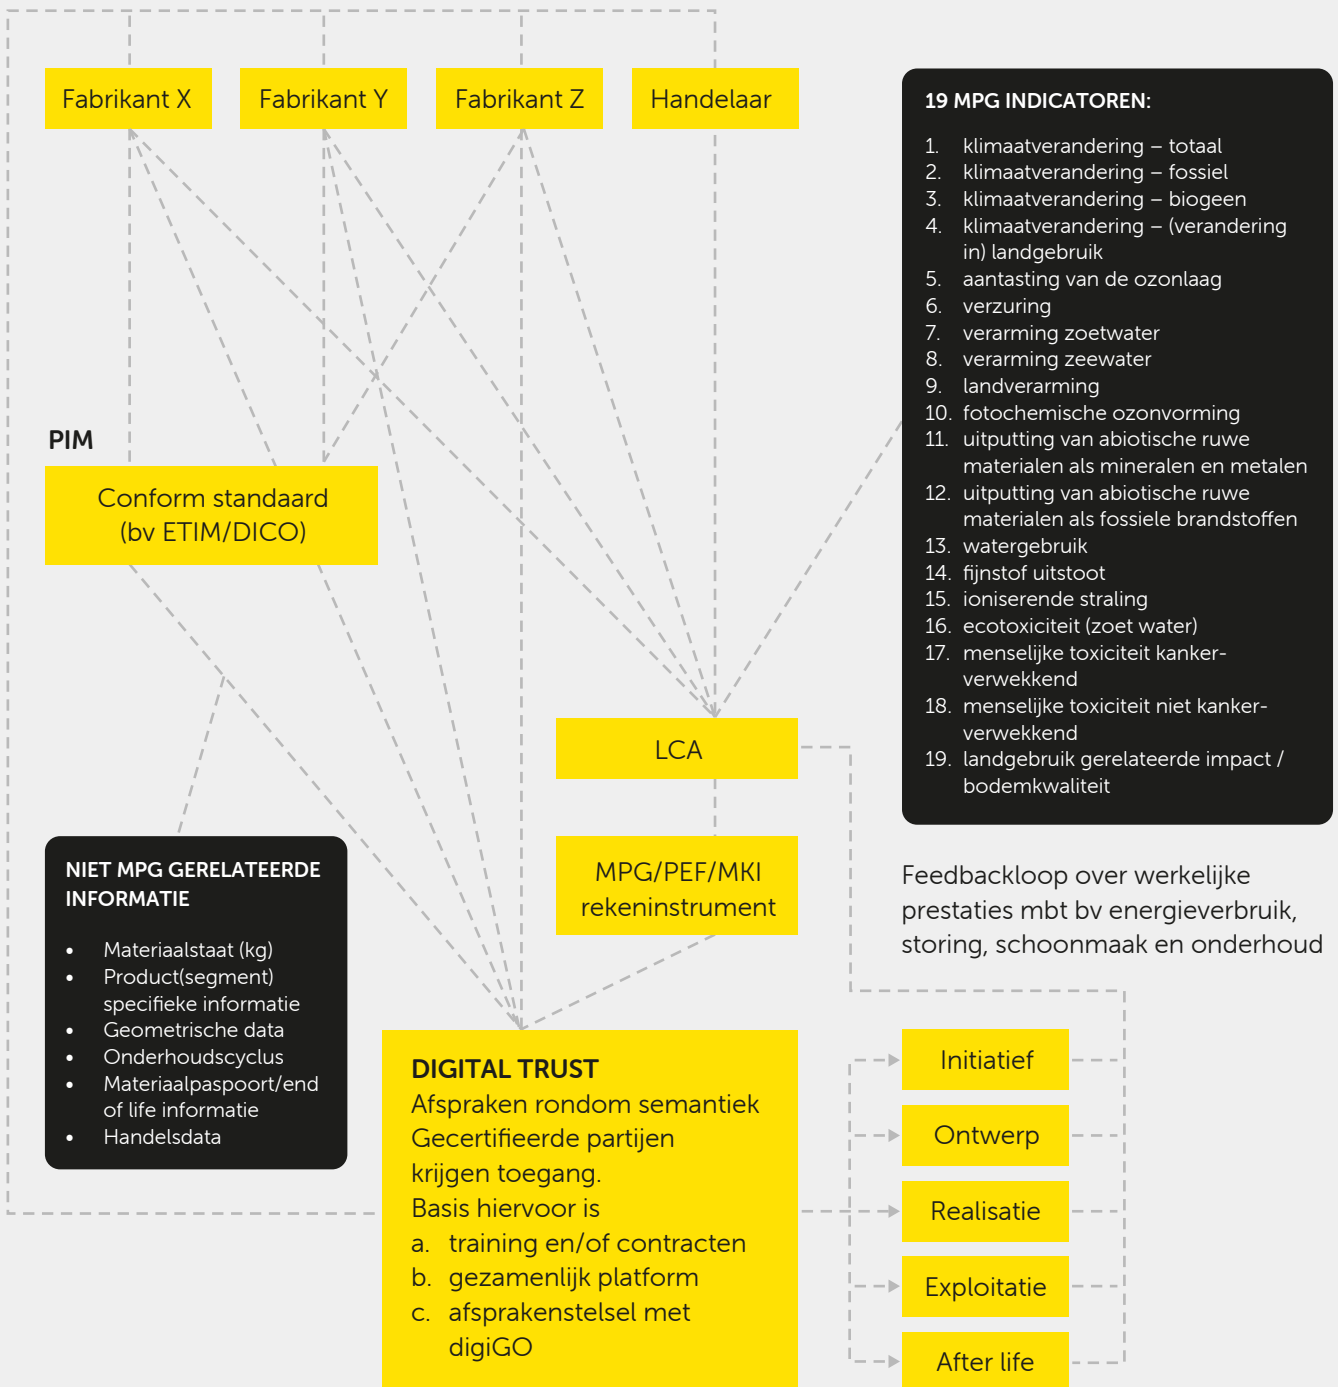 Fabrikant X
Fabrikant Y
Fabrikant Z
Handelaar
19 MPG INDICATOREN:
1. klimaatverandering – totaal
2. klimaatverandering – fossiel
3. klimaatverandering – biogeen
4. klimaatverandering – (verandering
in) landgebruik
5. aantasting van de ozonlaag
6. verzuring
7. verarming zoetwater
8. verarming zeewater
9. landverarming
10. fotochemische ozonvorming
11. uitputting van abiotische ruwe
materialen als mineralen en metalen
12. uitputting van abiotische ruwe
materialen als fossiele brandstoffen
13. watergebruik
14. fijnstof uitstoot
15. ioniserende straling
16. ecotoxiciteit (zoet water)
17. menselijke toxiciteit kanker-
verwekkend
18. menselijke toxiciteit niet kanker-
verwekkend
19. landgebruik gerelateerde impact /
bodemkwaliteit
PIM
Conform standaard
(bv ETIM/DICO)
LCA
MPG/PEF/MKI
rekeninstrument
NIET MPG GERELATEERDE
INFORMATIE
• Materiaalstaat (kg)
• Product(segment)
specifieke informatie
• Geometrische data
• Onderhoudscyclus
• Materiaalpaspoort/end
of life informatie
• Handelsdata
Feedbackloop over werkelijke
prestaties mbt bv energieverbruik,
storing, schoonmaak en onderhoud
DIGITAL TRUST
Afspraken rondom semantiek
Gecertifieerde partijen
krijgen toegang.
Basis hiervoor is
a. training en/of contracten
b. gezamenlijk platform
c. afsprakenstelsel met
digiGO
Initiatief
Ontwerp
Realisatie
Exploitatie
After life